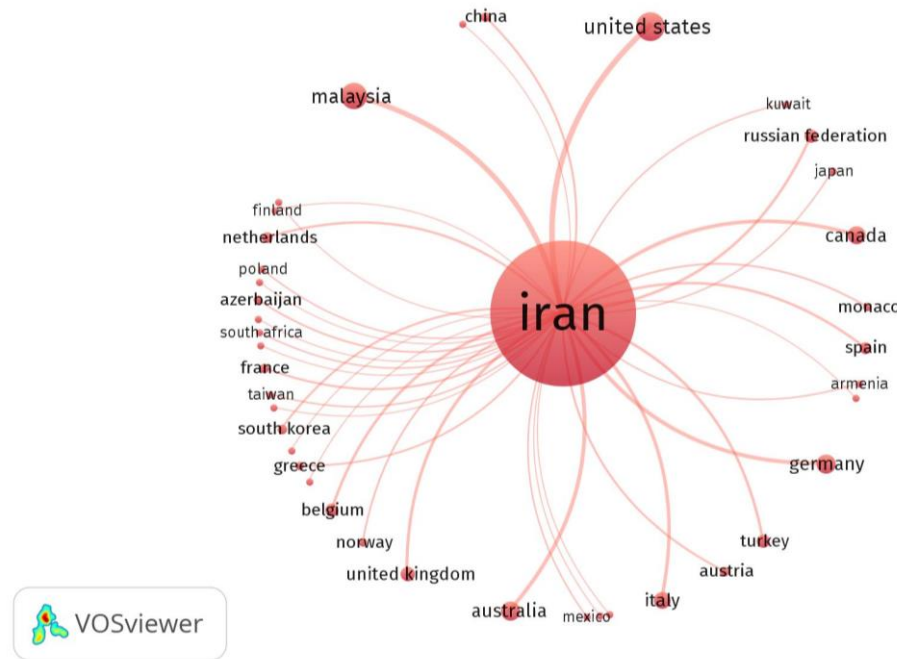 china
united states
malaysia
kuwait
russian federation
japan
finland
netherlands
canada
poland
azerbaijan
iran
monaco
south africa
spain
france
armenia
taiwan
south korea
greece
germany
belgium
norway
turkey
united kingdom
austria
australia
mexico
italy
VOSviewer